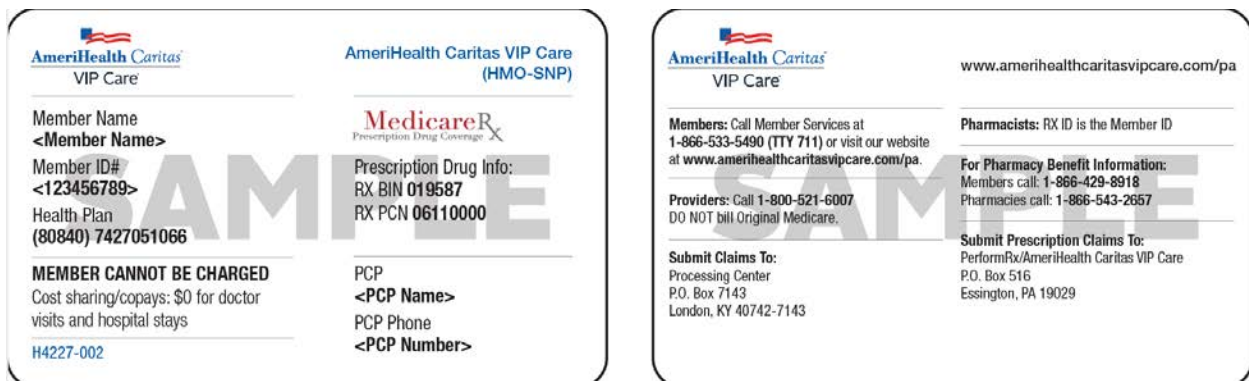 AmeriHealth Caritas
VIP Care
AmeriHealth Caritas VIP Care
(HMO-SNP)
Member Name
<Member Name>
Member ID#
<123456789>
Health Plan
(80840) 7427051066
MedicareRx
Prescription Drug Coverage
Prescription Drug Info:
RX BIN 019587
RX PCN 06110000
SAMPLE
MEMBER CANNOT BE CHARGED
Cost sharing/copays: $0 for doctor
visits and hospital stays
H4227-002
PCP
<PCP Name>
PCP Phone
<PCP Number>
AmeriHealth Caritas
VIP Care
www.amerihealthcaritasvipcare.com/pa
Members: Call Member Services at
1-866-533-5490 (TTY 711) or visit our website
at www.amerihealthcaritasvipcare.com/pa.
Providers: Call 1-800-521-6007
DO NOT bill Original Medicare.
Submit Claims To:
Processing Center
P.O. Box 7143
London, KY 40742-7143
Pharmacists: RX ID is the Member ID
For Pharmacy Benefit Information:
Members call: 1-866-429-8918
Pharmacies call: 1-866-543-2657
Submit Prescription Claims To:
PerformRx/AmeriHealth Caritas VIP Care
P.O. Box 516
Essington, PA 19029
SAMPLE